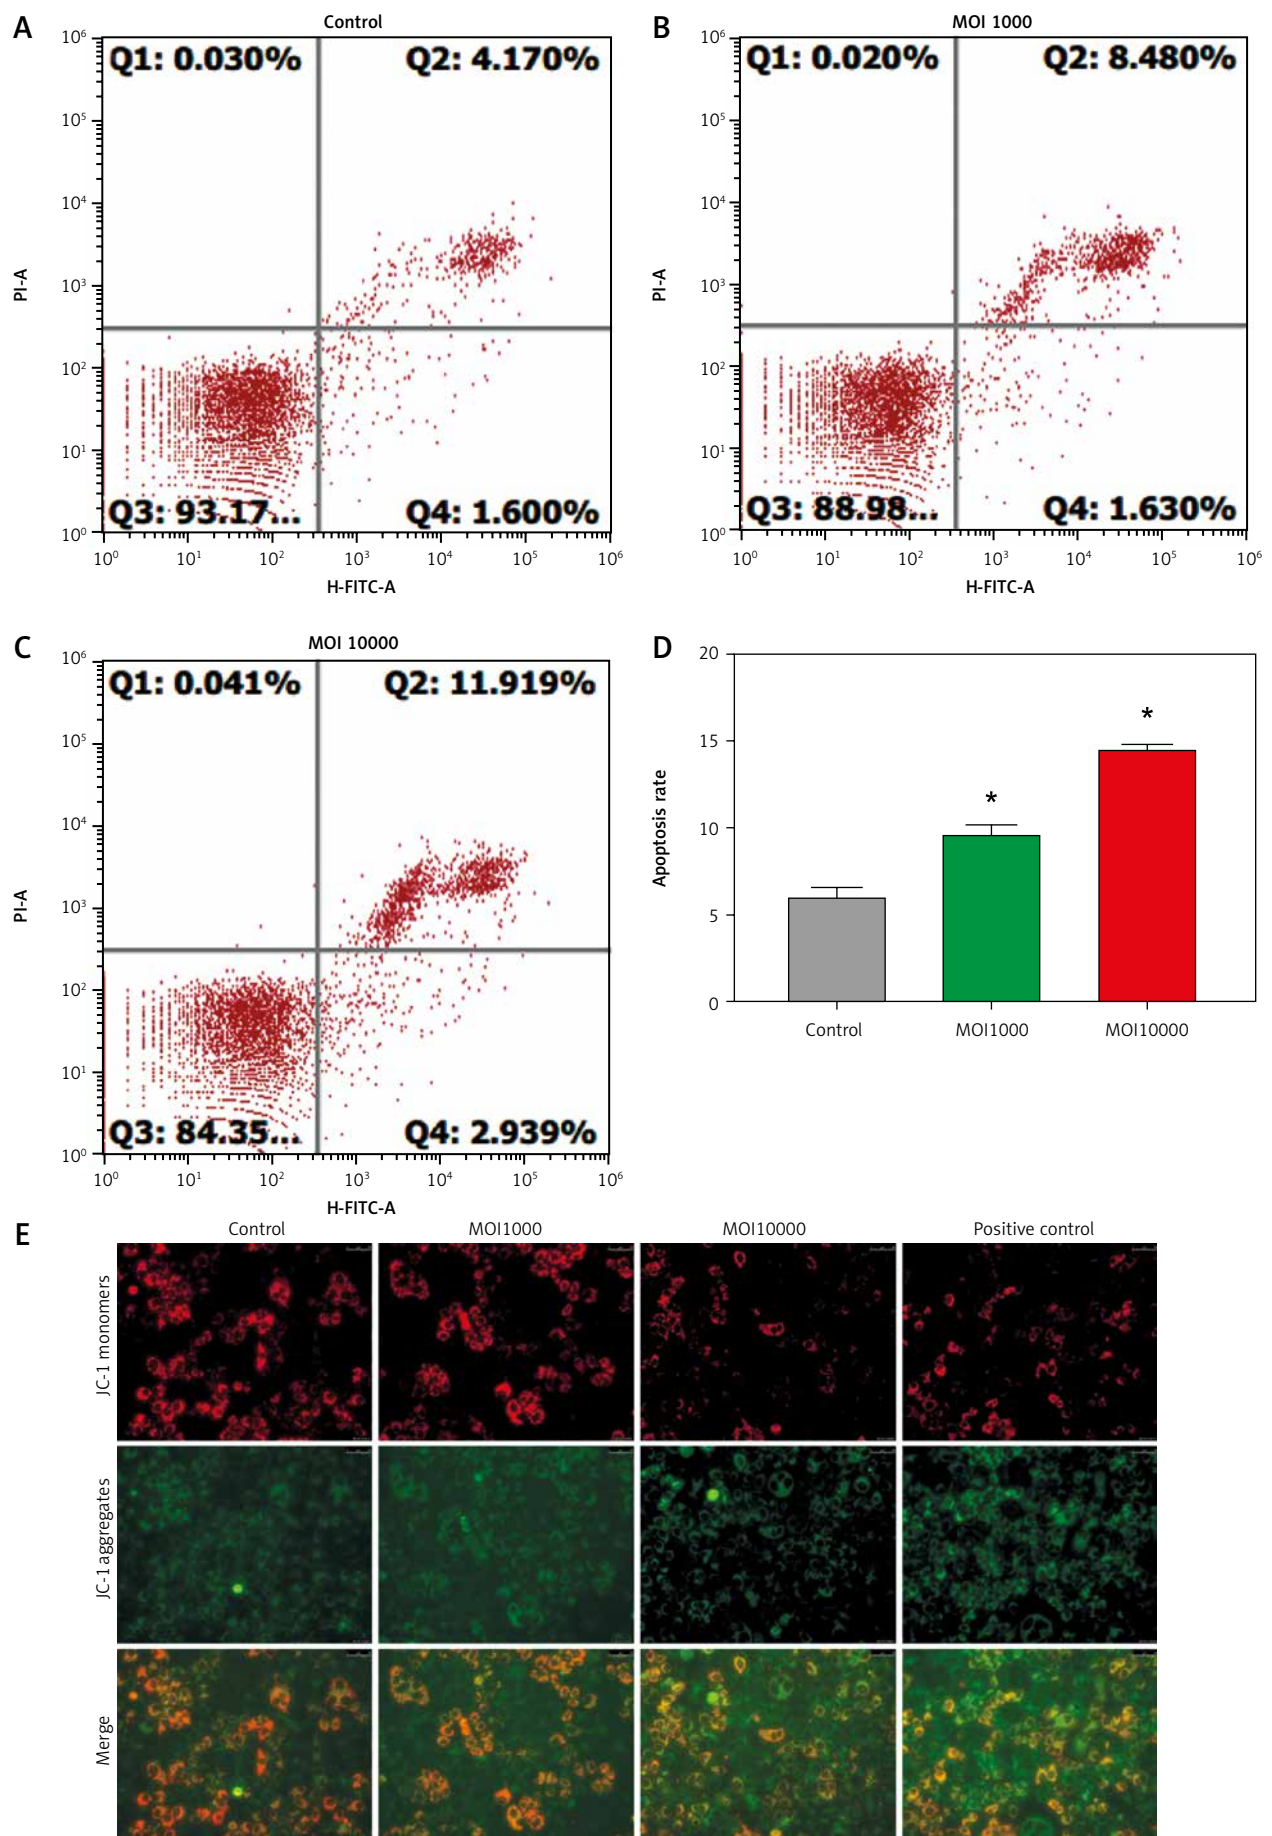 A
Control
10⁶
10⁵
10⁴
10³
10²
10¹
10⁰
PI-A
Q1: 0.030%
Q2: 4.170%
Q3: 93.17...
Q4: 1.600%
10⁰ 10¹ 10² 10³ 10⁴ 10⁵ 10⁶
H-FITC-A
B
MOI 1000
10⁶
10⁵
10⁴
10³
10²
10¹
10⁰
PI-A
Q1: 0.020%
Q2: 8.480%
Q3: 88.98...
Q4: 1.630%
10⁰ 10¹ 10² 10³ 10⁴ 10⁵ 10⁶
H-FITC-A
C
MOI 10000
10⁶
10⁵
10⁴
10³
10²
10¹
10⁰
PI-A
Q1: 0.041%
Q2: 11.919%
Q3: 84.35...
Q4: 2.939%
10⁰ 10¹ 10² 10³ 10⁴ 10⁵ 10⁶
H-FITC-A
D
20
15
10
5
0
Apoptosis rate
*
*
Control MOI1000 MOI10000
E
Control MOI1000 MOI10000 Positive control
JC-1 monomers
JC-1 aggregates
Merge